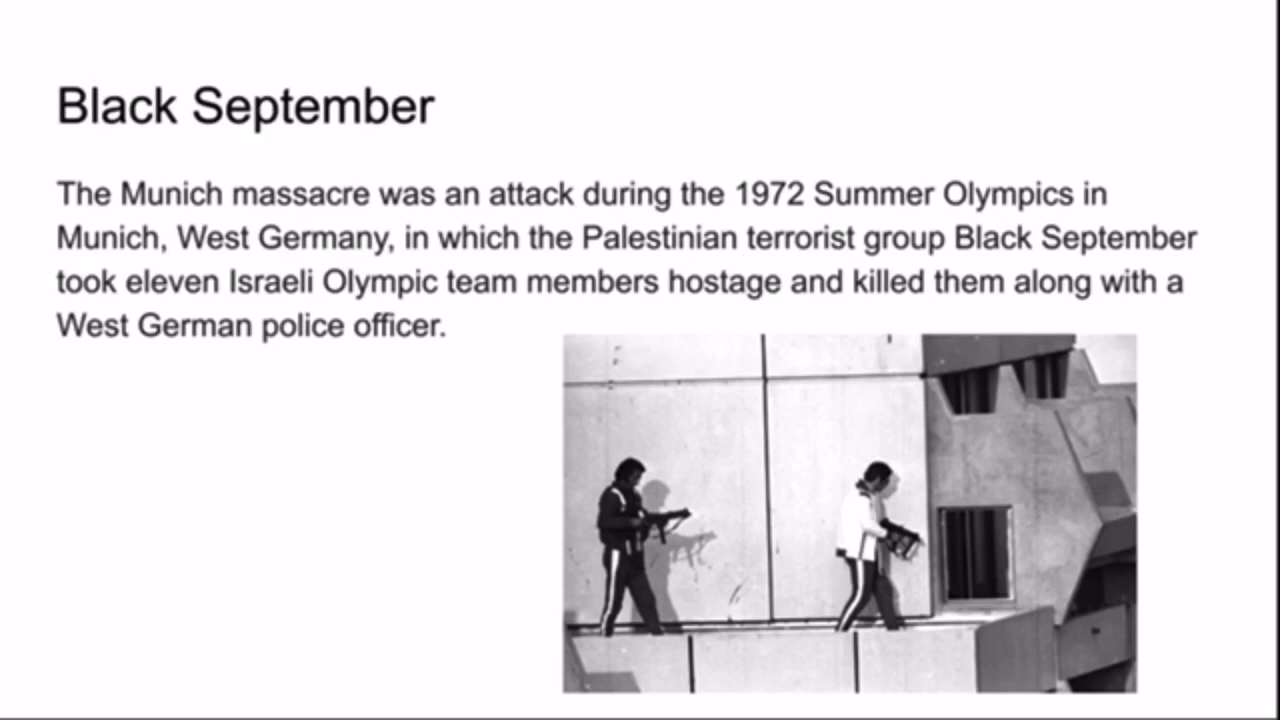 Black September
The Munich massacre was an attack during the 1972 Summer Olympics in
Munich, West Germany, in which the Palestinian terrorist group Black September
took eleven Israeli Olympic team members hostage and killed them along with a
West German police officer.